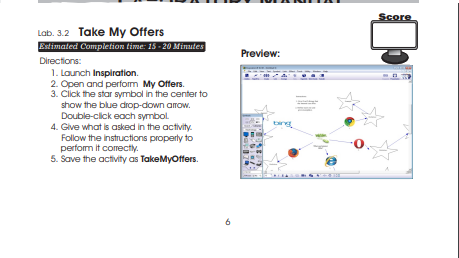 LABORATORY MANUAL
Score
Lab. 3.2 Take My Offers
Estimated Completion time: 15 - 20 Minutes
Directions:
1. Launch Inspiration.
2. Open and perform My Offers.
3. Click the star symbol in the center to
show the blue drop-down arrow.
Double-click each symbol.
4. Give what is asked in the activity.
Follow the instructions properly to
perform it correctly.
5. Save the activity as TakeMyOffers.
Preview:
bing
6